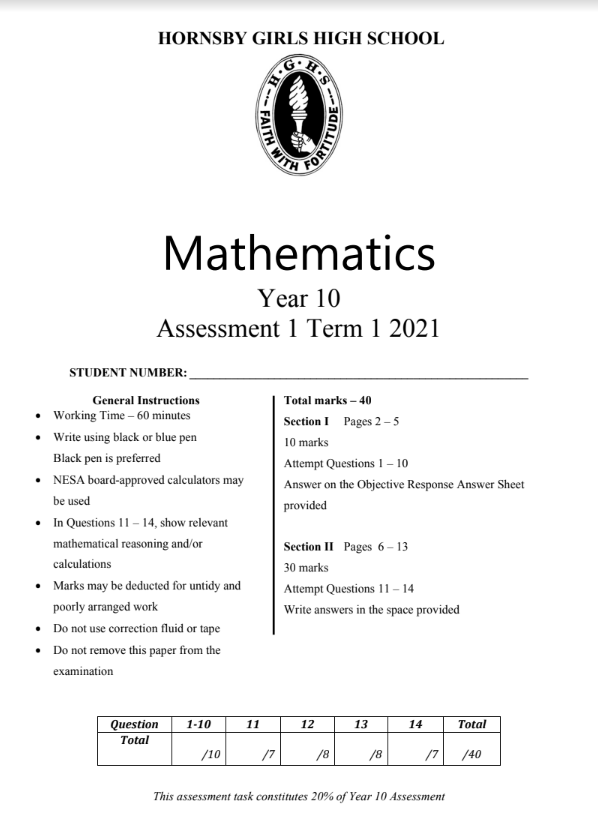 HORNSBY GIRLS HIGH SCHOOL
H·G·H·S
FAITH WITH FORTITUDE
Mathematics
Year 10
Assessment 1 Term 1 2021
STUDENT NUMBER:
General Instructions
• Working Time – 60 minutes
• Write using black or blue pen
Black pen is preferred
• NESA board-approved calculators may
be used
• In Questions 11 – 14, show relevant
mathematical reasoning and/or
calculations
• Marks may be deducted for untidy and
poorly arranged work
• Do not use correction fluid or tape
• Do not remove this paper from the
examination
Total marks – 40
Section I Pages 2 – 5
10 marks
Attempt Questions 1 – 10
Answer on the Objective Response Answer Sheet
provided
Section II Pages 6 – 13
30 marks
Attempt Questions 11 – 14
Write answers in the space provided
Question 1-10 11 12 13 14 Total
Total
/10 /7 /8 /8 /7 /40
This assessment task constitutes 20% of Year 10 Assessment